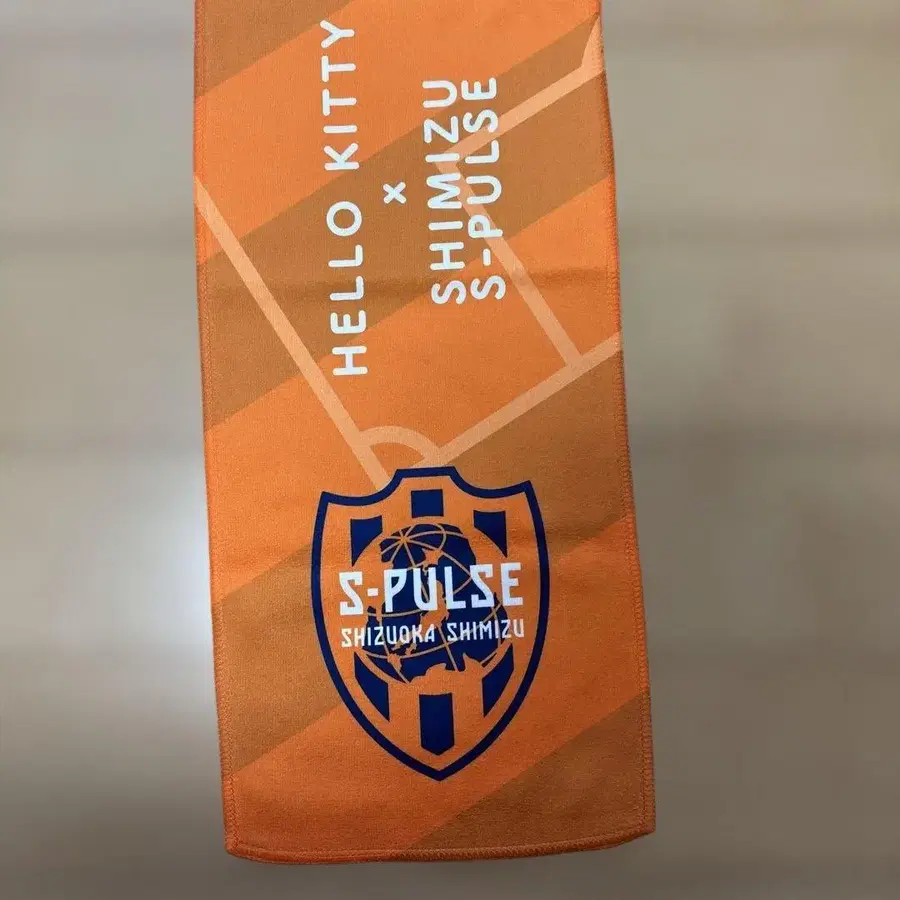 HELLO KITTY
×
SHIMIZU
S-PULSE
S-PULSE
SHIZUOKA SHIMIZU